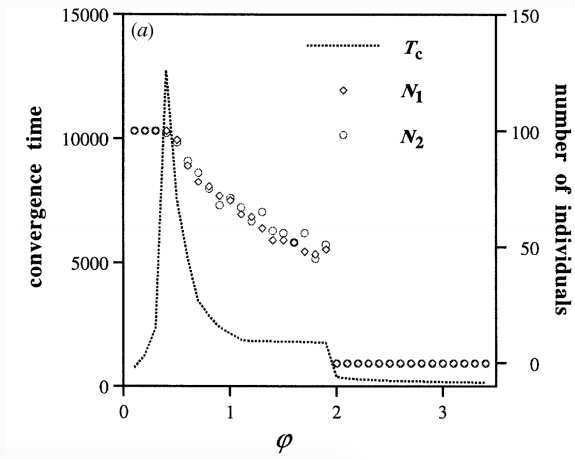 (a)
T_c
N_1
N_2
convergence time
15000
10000
5000
0
number of individuals
150
100
50
0
0
1
2
3
φ